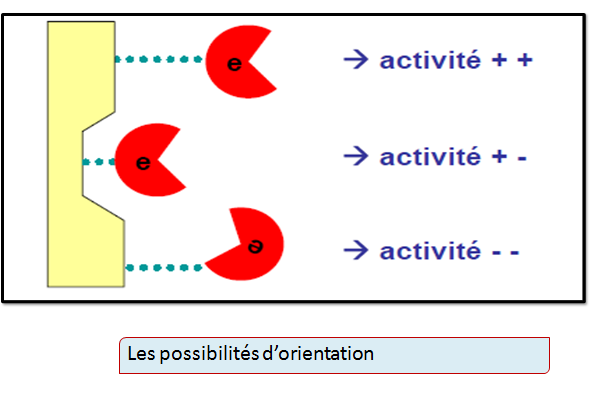 e → activité + +
e → activité + -
e → activité - -
Les possibilités d’orientation